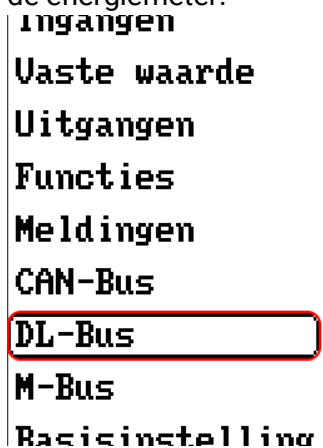 de energiemeter:
Ingangen
Vaste waarde
Uitgangen
Functies
Meldingen
CAN-Bus
DL-Bus
M-Bus
Basisinstelling